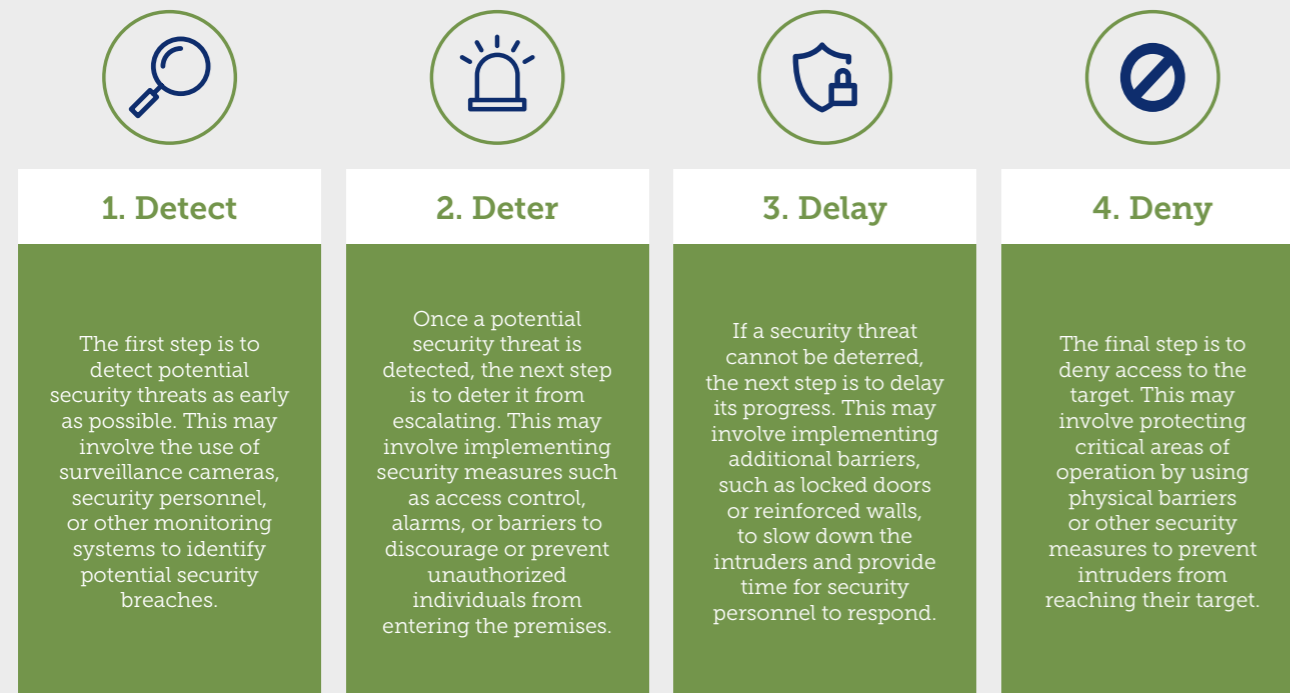 1. Detect
The first step is to
detect potential
security threats as early
as possible. This may
involve the use of
surveillance cameras,
security personnel,
or other monitoring
systems to identify
potential security
breaches.
2. Deter
Once a potential
security threat is
detected, the next step
is to deter it from
escalating. This may
involve implementing
security measures such
as access control,
alarms, or barriers to
discourage or prevent
unauthorized
individuals from
entering the premises.
3. Delay
If a security threat
cannot be deterred,
the next step is to delay
its progress. This may
involve implementing
additional barriers,
such as locked doors
or reinforced walls,
to slow down the
intruders and provide
time for security
personnel to respond.
4. Deny
The final step is to
deny access to the
target. This may
involve protecting
critical areas of
operation by using
physical barriers
or other security
measures to prevent
intruders from
reaching their target.